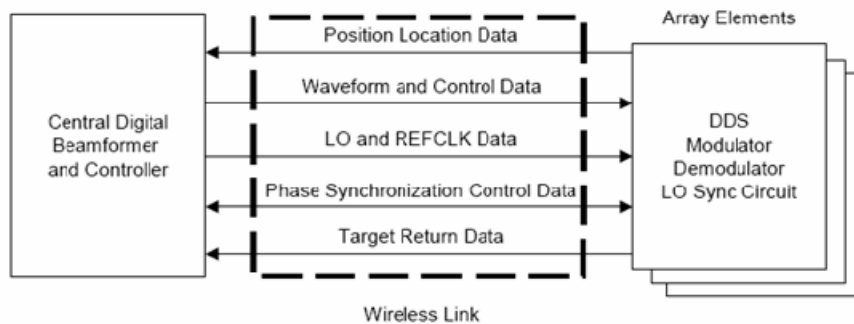 Array Elements
Position Location Data
Waveform and Control Data
LO and REFCLK Data
Phase Synchronization Control Data
Target Return Data
Central Digital
Beamformer
and Controller
DDS
Modulator
Demodulator
LO Sync Circuit
Wireless Link